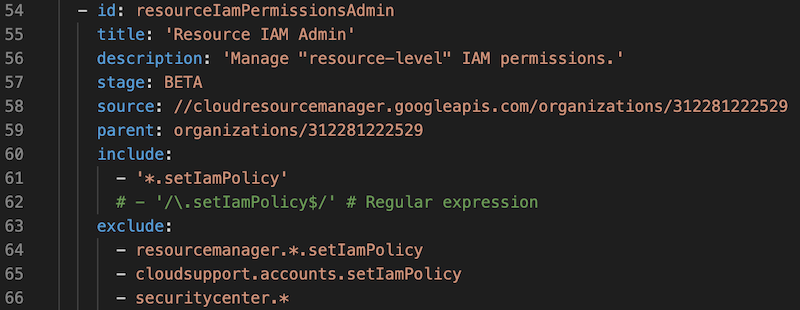 54 - id: resourceIamPermissionsAdmin
55 title: 'Resource IAM Admin'
56 description: 'Manage "resource-level" IAM permissions.'
57 stage: BETA
58 source: //cloudresourcemanager.googleapis.com/organizations/312281222529
59 parent: organizations/312281222529
60 include:
61 - '*.setIamPolicy'
62 # - '/\.setIamPolicy$/' # Regular expression
63 exclude:
64 - resourcemanager.*.setIamPolicy
65 - cloudsupport.accounts.setIamPolicy
66 - securitycenter.*